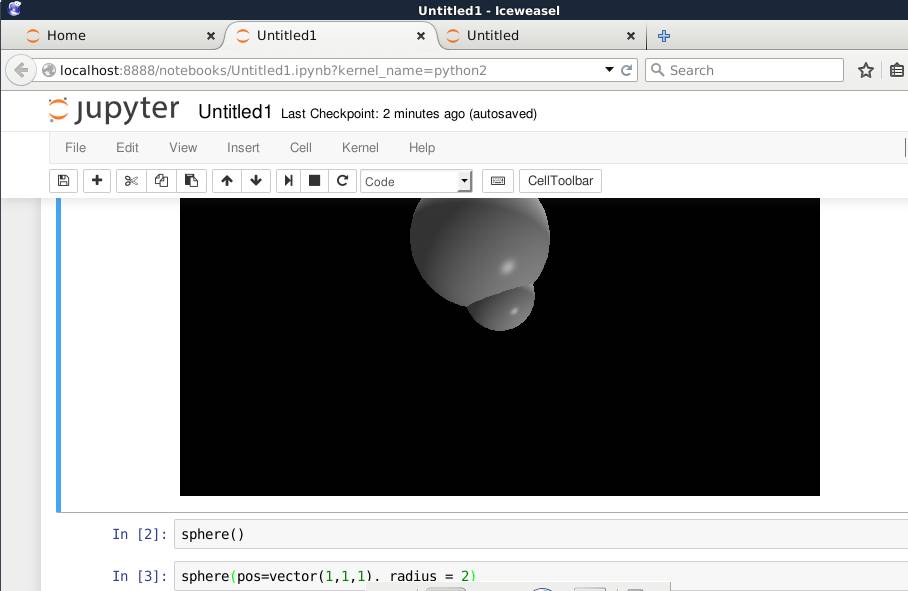 Untitled1 - Iceweasel
Home
Untitled1
Untitled
localhost:8888/notebooks/Untitled1.ipynb?kernel_name=python2
Search
jupyter Untitled1 Last Checkpoint: 2 minutes ago (autosaved)
File Edit View Insert Cell Kernel Help
Code CellToolbar
In [2]: sphere()
In [3]: sphere(pos=vector(1,1,1). radius = 2)